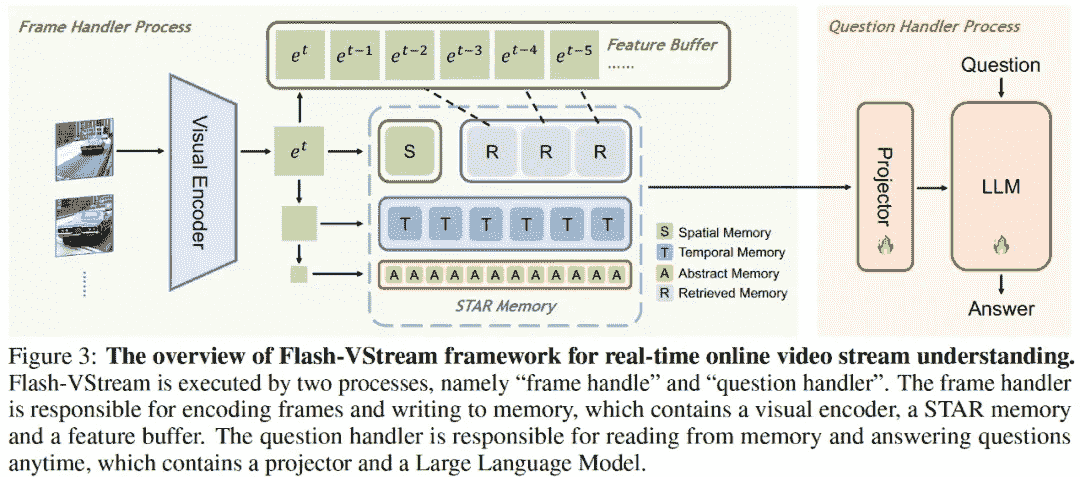 Frame Handler Process
Question Handler Process
e^t e^{t-1} e^{t-2} e^{t-3} e^{t-4} e^{t-5} Feature Buffer
......
Visual Encoder
e^t
S R R R
T T T T T T
A A A A A A A A A A A A
STAR Memory
S Spatial Memory
T Temporal Memory
A Abstract Memory
R Retrieved Memory
Projector
Question
LLM
Answer
Figure 3: The overview of Flash-VStream framework for real-time online video stream understanding.
Flash-VStream is executed by two processes, namely “frame handle” and “question handler”. The frame handler
is responsible for encoding frames and writing to memory, which contains a visual encoder, a STAR memory
and a feature buffer. The question handler is responsible for reading from memory and answering questions
anytime, which contains a projector and a Large Language Model.